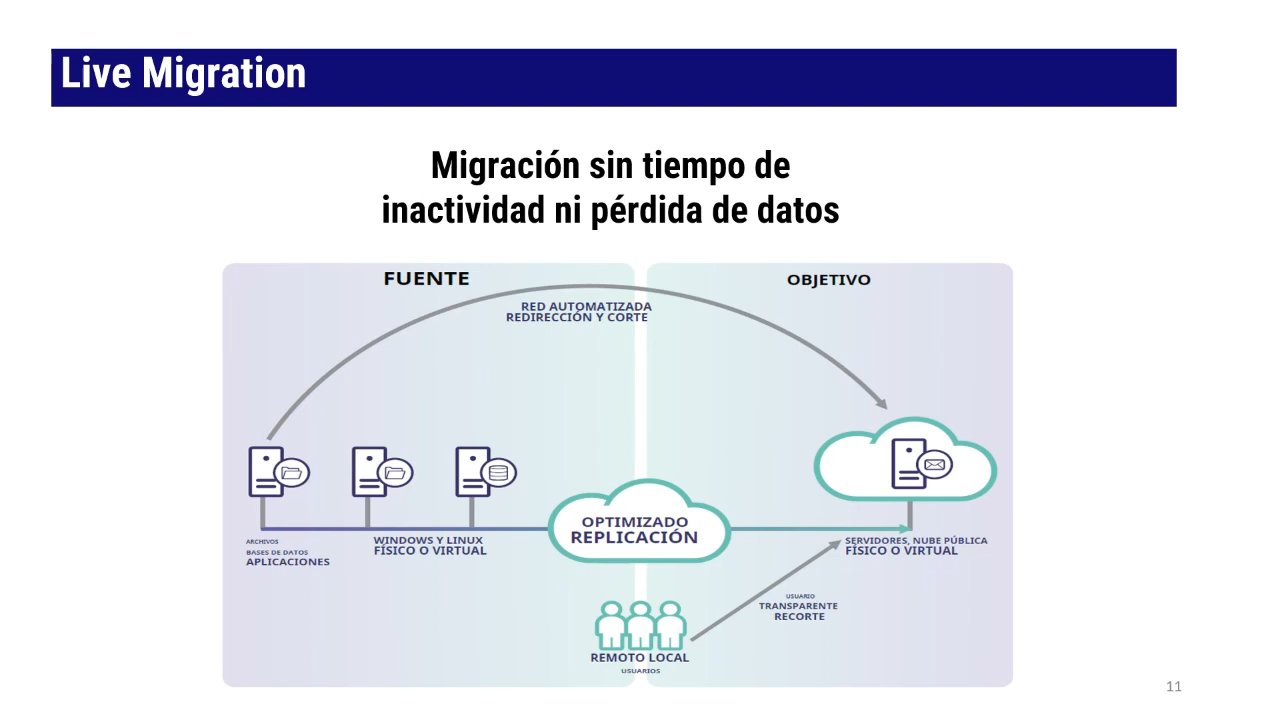 Live Migration
Migración sin tiempo de
inactividad ni pérdida de datos
FUENTE
OBJETIVO
RED AUTOMATIZADA
REDIRECCIÓN Y CORTE
OPTIMIZADO
REPLICACIÓN
ARCHIVOS
BASES DE DATOS
APLICACIONES
WINDOWS Y LINUX
FÍSICO O VIRTUAL
SERVIDORES, NUBE PÚBLICA
FÍSICO O VIRTUAL
USUARIO
TRANSPARENTE
RECORTE
REMOTO LOCAL
USUARIOS
11